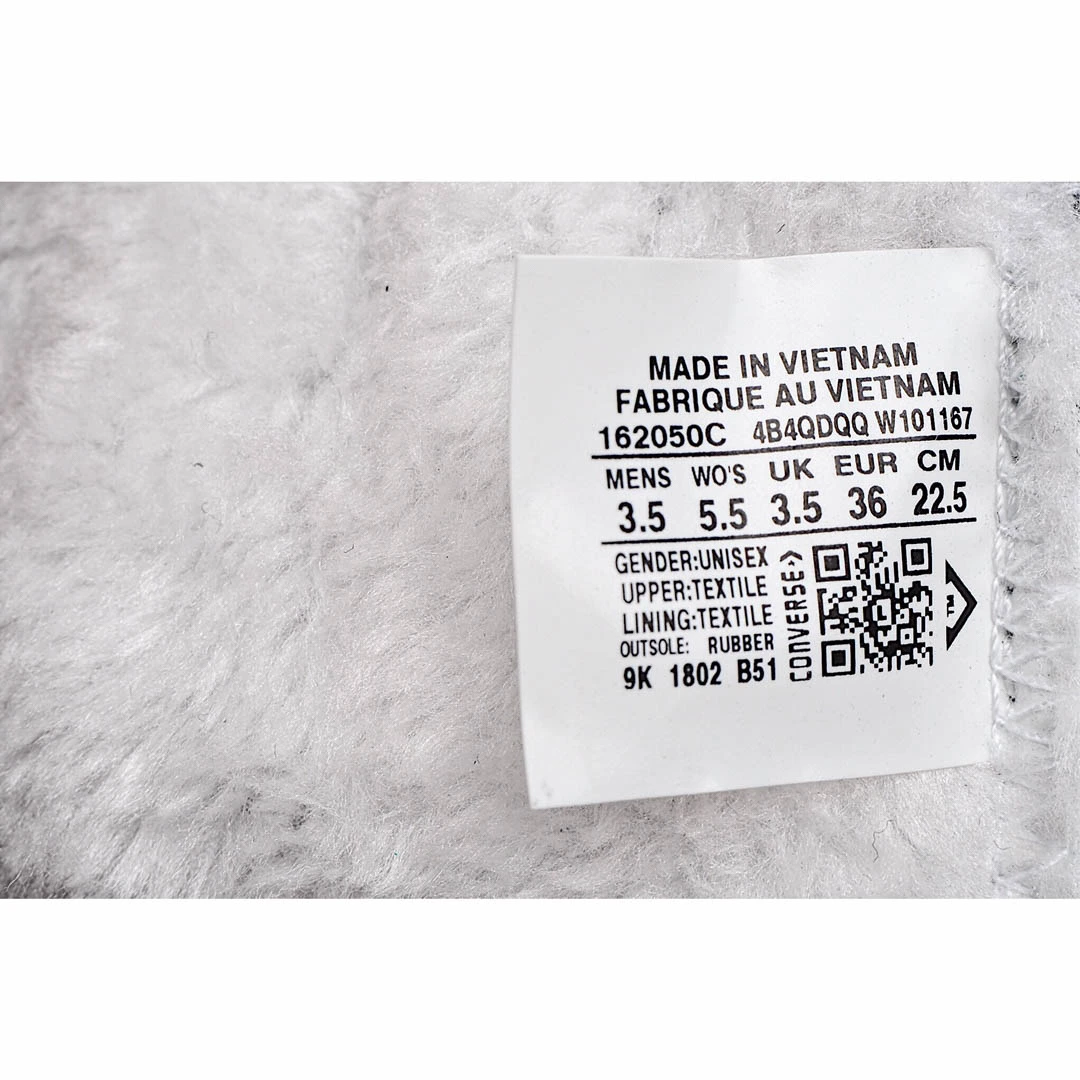 MADE IN VIETNAM
FABRIQUE AU VIETNAM
162050C 4B4QDQQ W101167
MENS WO'S UK EUR CM
3.5 5.5 3.5 36 22.5
GENDER:UNISEX
UPPER:TEXTILE
LINING:TEXTILE
OUTSOLE: RUBBER
9K 1802 B51
CONVERSE
TM